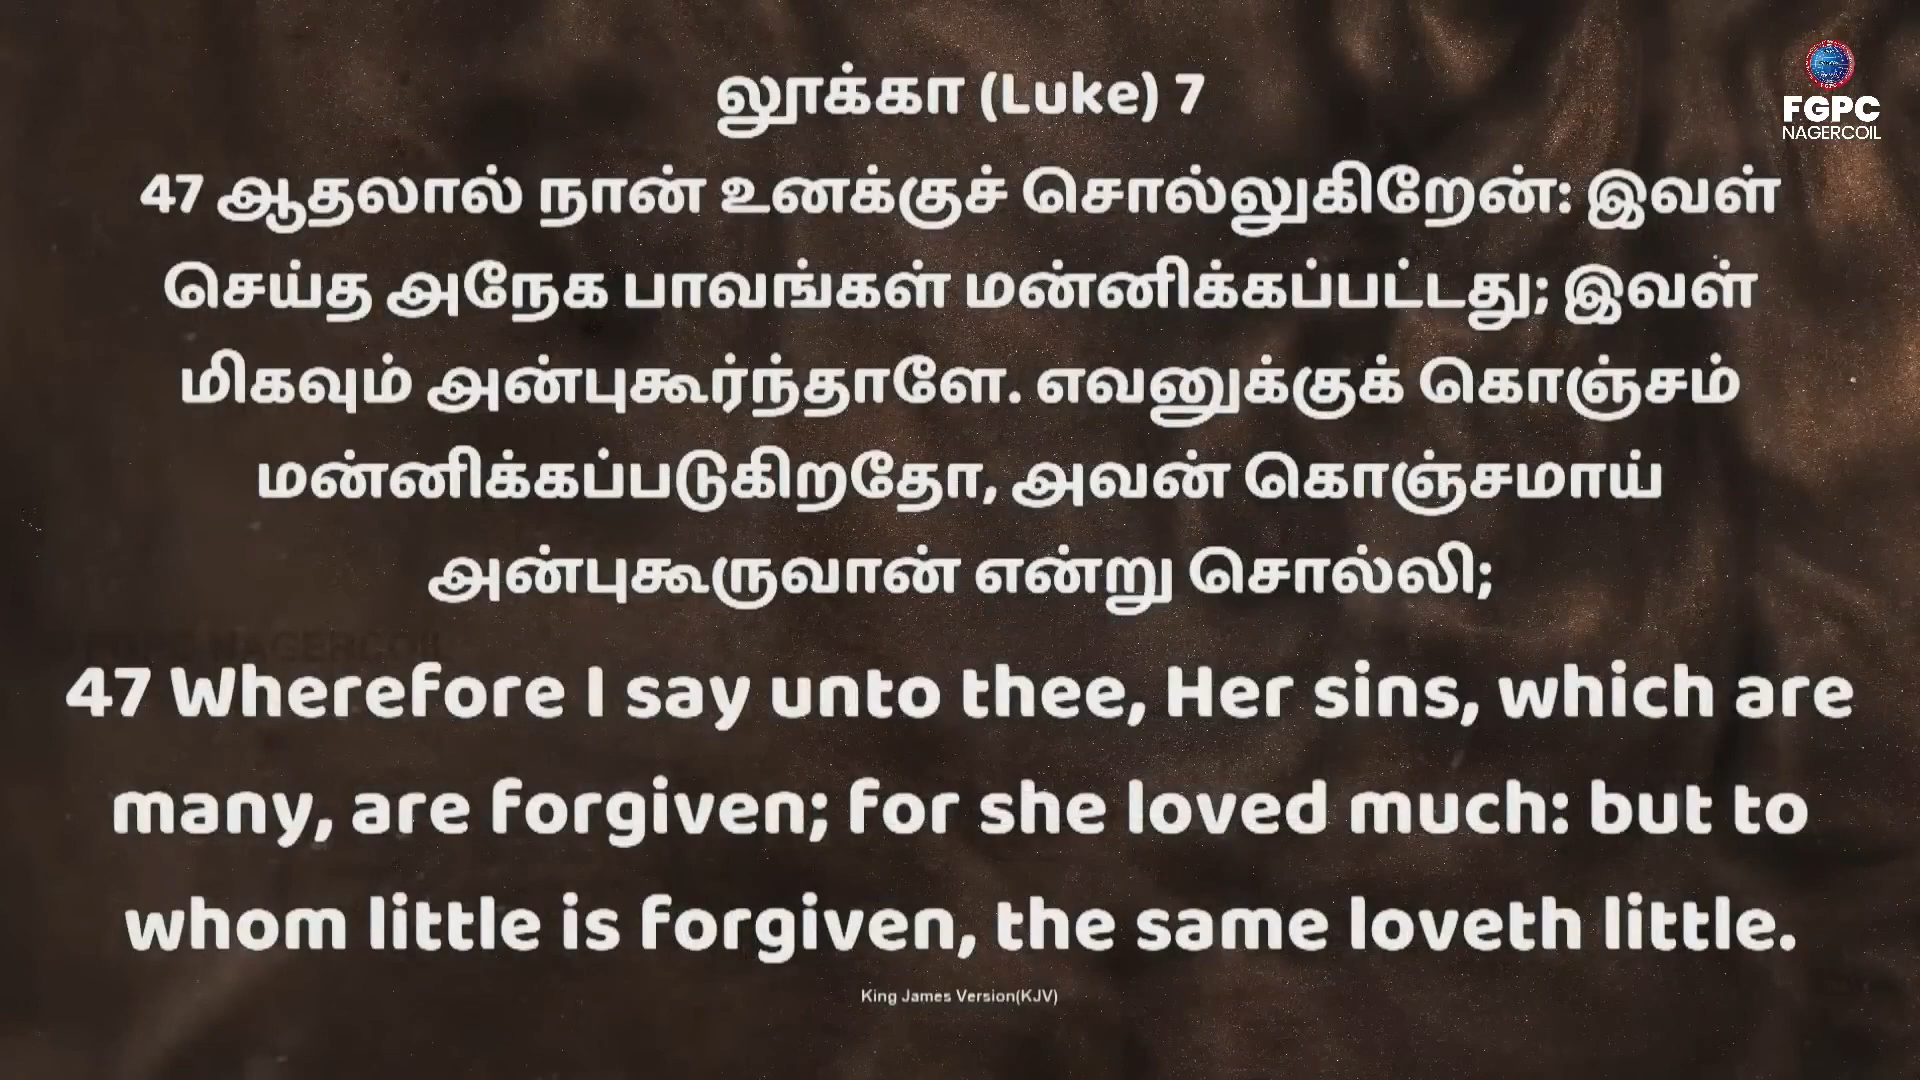 லூக்கா (Luke) 7
FGPC
NAGERCOIL
47 ஆதலால் நான் உனக்குச் சொல்லுகிறேன்: இவள்
செய்த அநேக பாவங்கள் மன்னிக்கப்பட்டது; இவள்
மிகவும் அன்புகூர்ந்தாளே. எவனுக்குக் கொஞ்சம்
மன்னிக்கப்படுகிறதோ, அவன் கொஞ்சமாய்
அன்புகூருவான் என்று சொல்லி;
FGPC NAGERCOIL
47 Wherefore I say unto thee, Her sins, which are
many, are forgiven; for she loved much: but to
whom little is forgiven, the same loveth little.
King James Version(KJV)